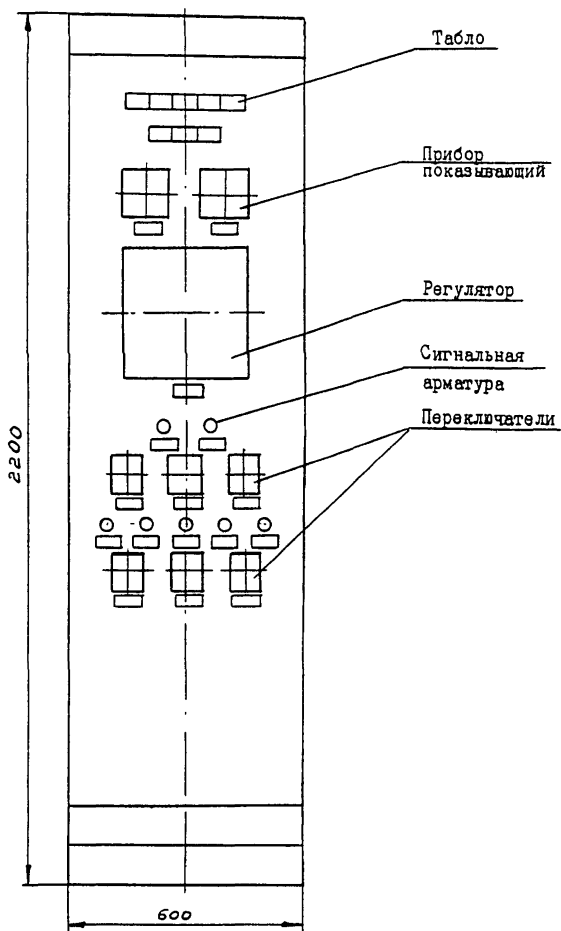 Табло
Прибор
показывающий
Регулятор
Сигнальная
арматура
Переключатели
2200
600